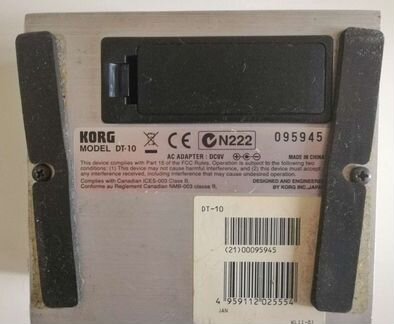 KORG
MODEL DT-10
CE N222 095945
AC ADAPTER : DC9V
MADE IN CHINA
This device complies with Part 15 of the FCC Rules. Operation is subject to the following two
conditions: (1) This device may not cause harmful interference, and (2) this device must accept
any interference received, including interference that may cause undesired operation.
Complies with Canadian ICES-003 Class B.
Conforme au Reglement Canadian NMB-003 classe B.
DESIGNED AND ENGINEERED
BY KORG INC.,JAPAN
DT-10
(21)00095945
4 959112 025554
JAN